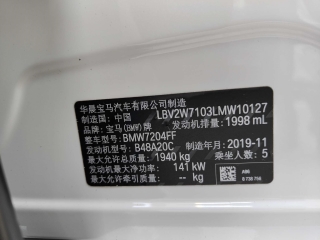 华晨宝马汽车有限公司制造
制造国：中国 LBV2W7103LMW10127
品牌：宝马(BMW)牌 发动机排量：1998 mL
整车型号：BMW7204FF
发动机型号：B48A20C 制造年月：2019-11
最大允许总质量：1940 kg 乘坐人数：5
发动机最大净功率：141 kW
最大允许牵引质量：-- kg